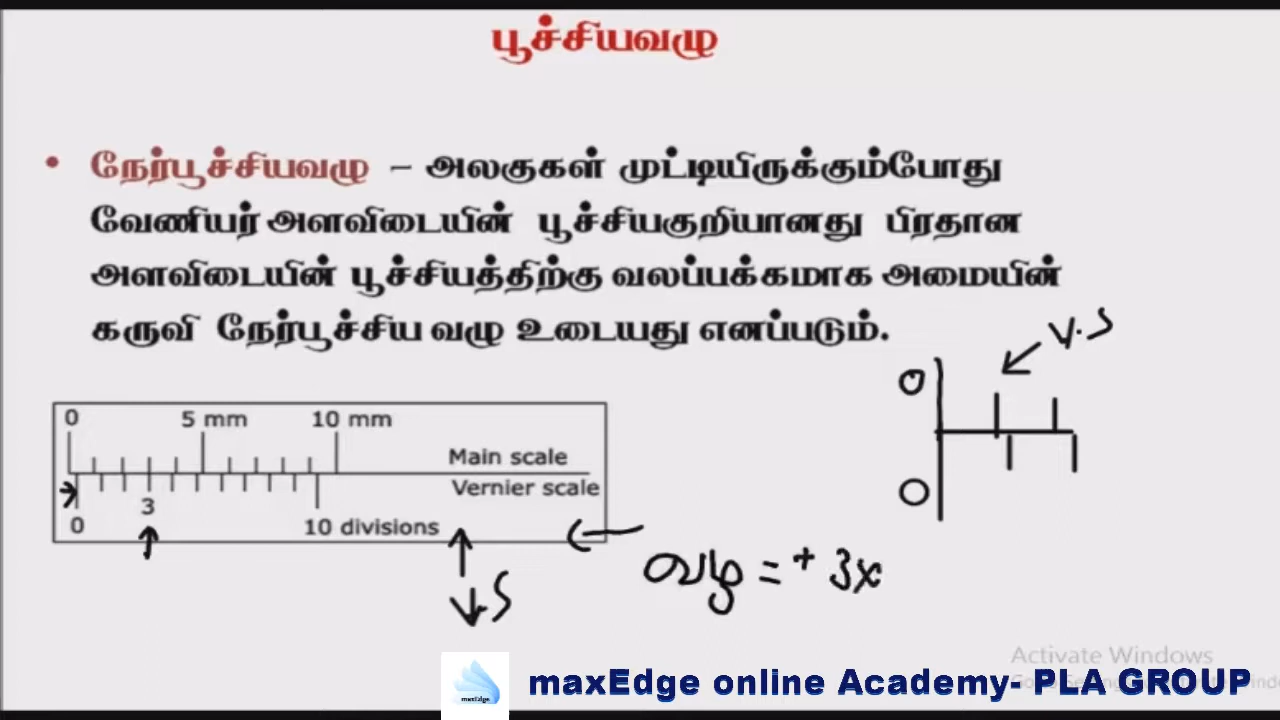 பூச்சியவழு
• நேர்பூச்சியவழு – அலகுகள் முட்டியிருக்கும்போது
வேணியர் அளவிடையின் பூச்சியகுறியானது பிரதான
அளவிடையின் பூச்சியத்திற்கு வலப்பக்கமாக அமையின்
கருவி நேர்பூச்சிய வழு உடையது எனப்படும்.
V.S
0
0
0 5 mm 10 mm
Main scale
Vernier scale
3
0 10 divisions
வழு = + 3x
S
maxEdge online Academy- PLA GROUP
maxEdge
Activate Windows